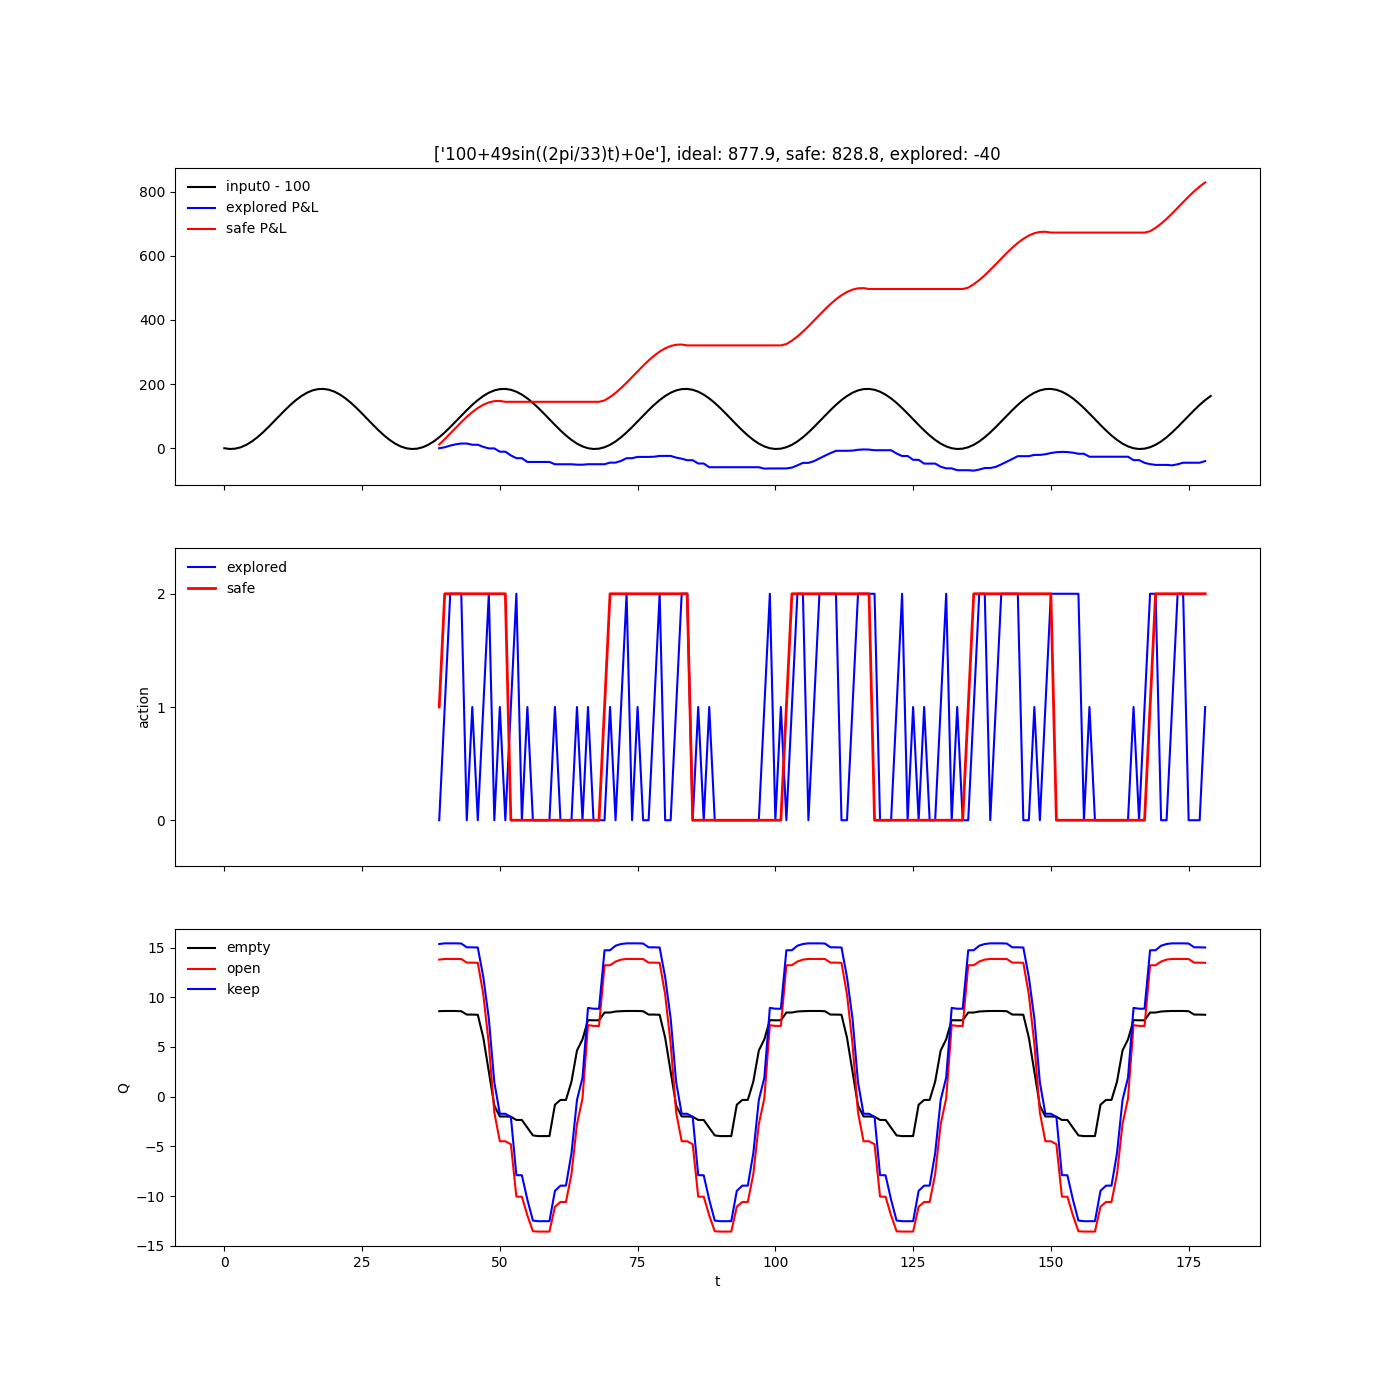 ['100+49sin((2pi/33)t)+0e'], ideal: 877.9, safe: 828.8, explored: -40
input0 - 100
explored P&L
safe P&L
800
600
400
200
0
explored
safe
2
1
0
action
empty
open
keep
15
10
5
0
−5
−10
−15
Q
0 25 50 75 100 125 150 175
t